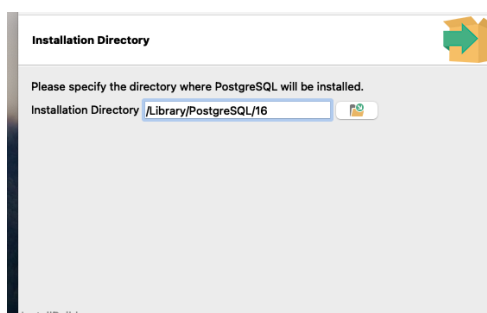 Installation Directory
Please specify the directory where PostgreSQL will be installed.
Installation Directory /Library/PostgreSQL/16